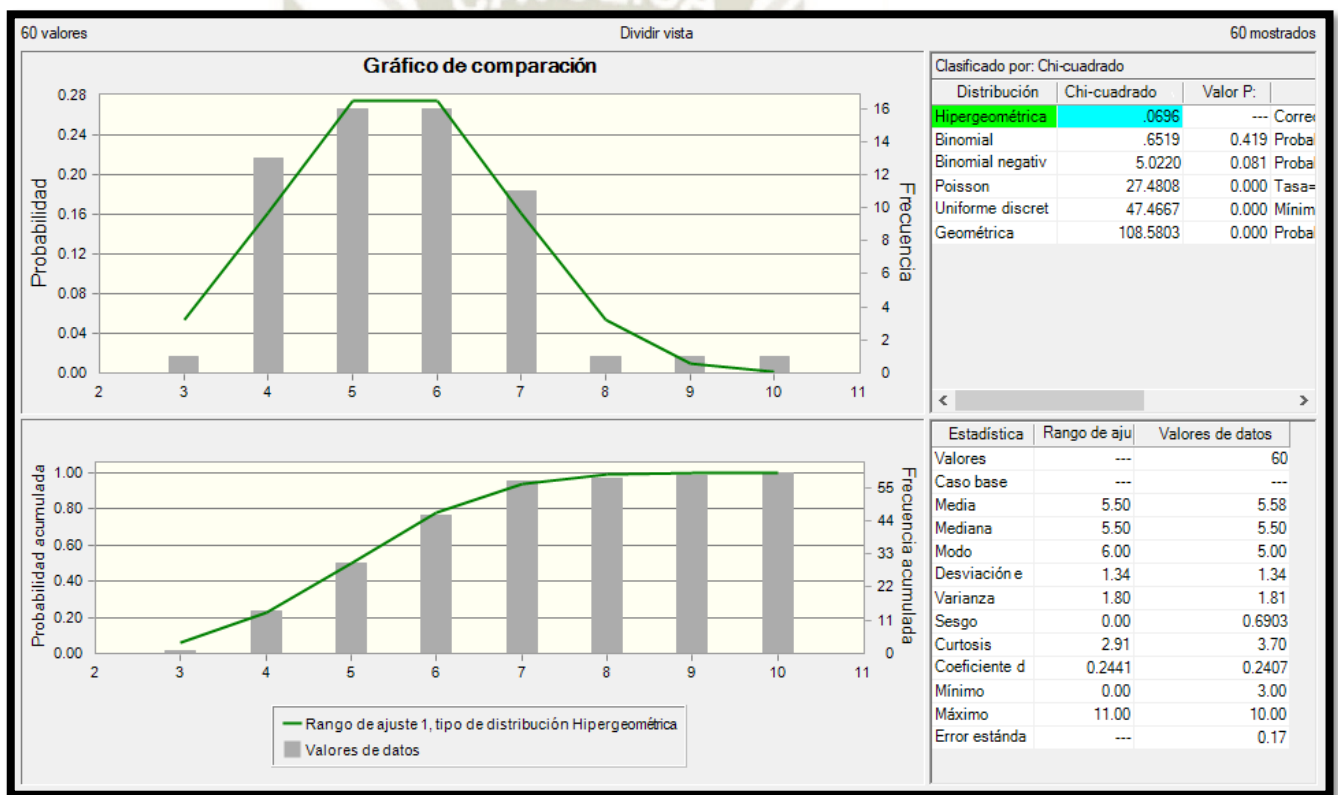 60 valores
Dividir vista
60 mostrados
Gráfico de comparación
Probabilidad
0.28
0.24
0.20
0.16
0.12
0.08
0.04
0.00
2 3 4 5 6 7 8 9 10 11
16
14
12
10
8
6
4
2
0
Frecuencia
Clasificado por: Chi-cuadrado
Distribución Chi-cuadrado Valor P:
Hipergeométrica .0696 --- Correc
Binomial .6519 0.419 Probal
Binomial negativ 5.0220 0.081 Probal
Poisson 27.4808 0.000 Tasa=
Uniforme discret 47.4667 0.000 Mínim
Geométrica 108.5803 0.000 Probal
Probabilidad acumulada
1.00
0.80
0.60
0.40
0.20
0.00
2 3 4 5 6 7 8 9 10 11
55
44
33
22
11
0
Frecuencia acumulada
Rango de ajuste 1, tipo de distribución Hipergeométrica
Valores de datos
Estadística Rango de aju Valores de datos
Valores --- 60
Caso base --- ---
Media 5.50 5.58
Mediana 5.50 5.50
Modo 6.00 5.00
Desviación e 1.34 1.34
Varianza 1.80 1.81
Sesgo 0.00 0.6903
Curtosis 2.91 3.70
Coeficiente d 0.2441 0.2407
Mínimo 0.00 3.00
Máximo 11.00 10.00
Error estánda --- 0.17